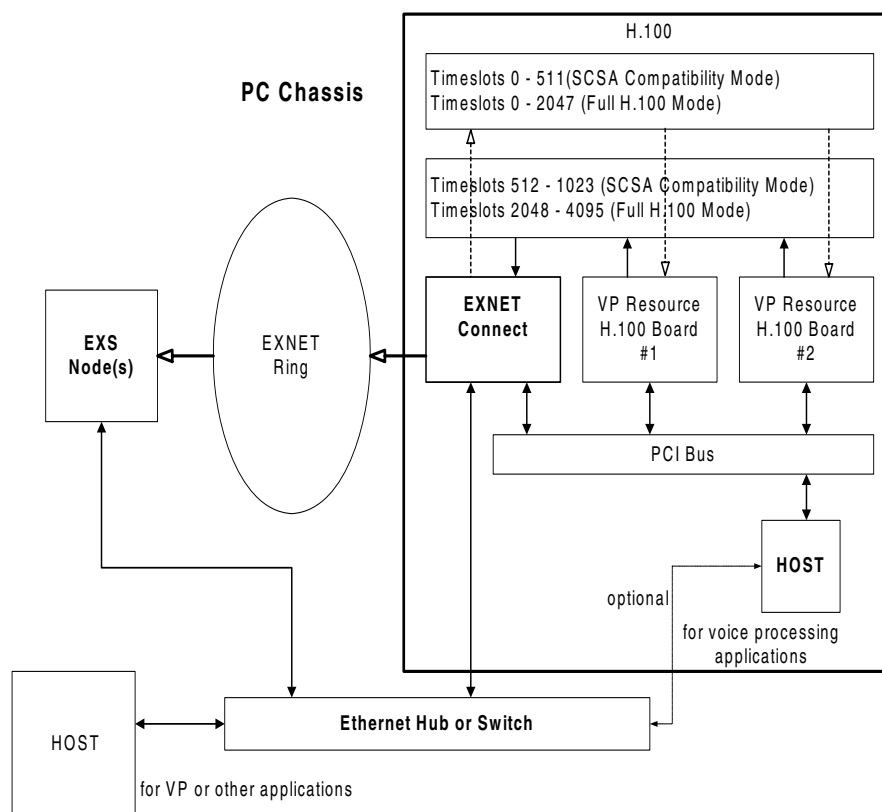 H.100
PC Chassis
Timeslots 0 - 511(SCSA Compatibility Mode)
Timeslots 0 - 2047 (Full H.100 Mode)
Timeslots 512 - 1023 (SCSA Compatibility Mode)
Timeslots 2048 - 4095 (Full H.100 Mode)
EXS
Node(s)
EXNET
Ring
EXNET
Connect
VP Resource
H.100 Board
#1
VP Resource
H.100 Board
#2
PCI Bus
HOST
optional
for voice processing
applications
Ethernet Hub or Switch
HOST
for VP or other applications